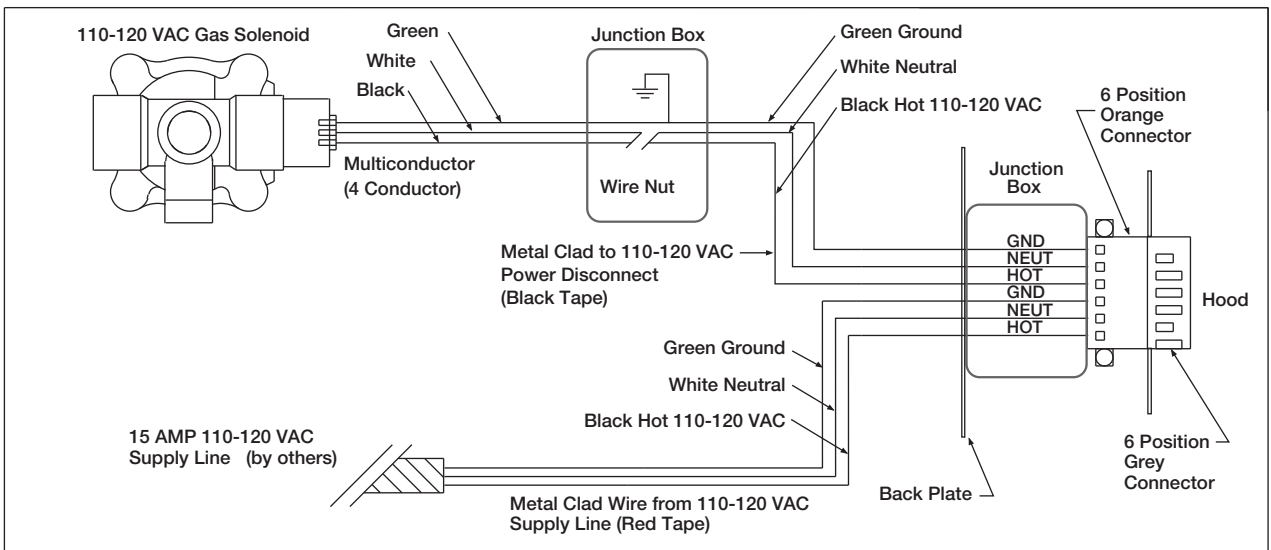 110-120 VAC Gas Solenoid
Green
White
Black
Junction Box
Green Ground
White Neutral
Black Hot 110-120 VAC
6 Position
Orange
Connector
Multiconductor
(4 Conductor)
Wire Nut
Junction
Box
Metal Clad to 110-120 VAC
Power Disconnect
(Black Tape)
GND
NEUT
HOT
GND
NEUT
HOT
Hood
Green Ground
White Neutral
Black Hot 110-120 VAC
15 AMP 110-120 VAC
Supply Line (by others)
Metal Clad Wire from 110-120 VAC
Supply Line (Red Tape)
Back Plate
6 Position
Grey
Connector